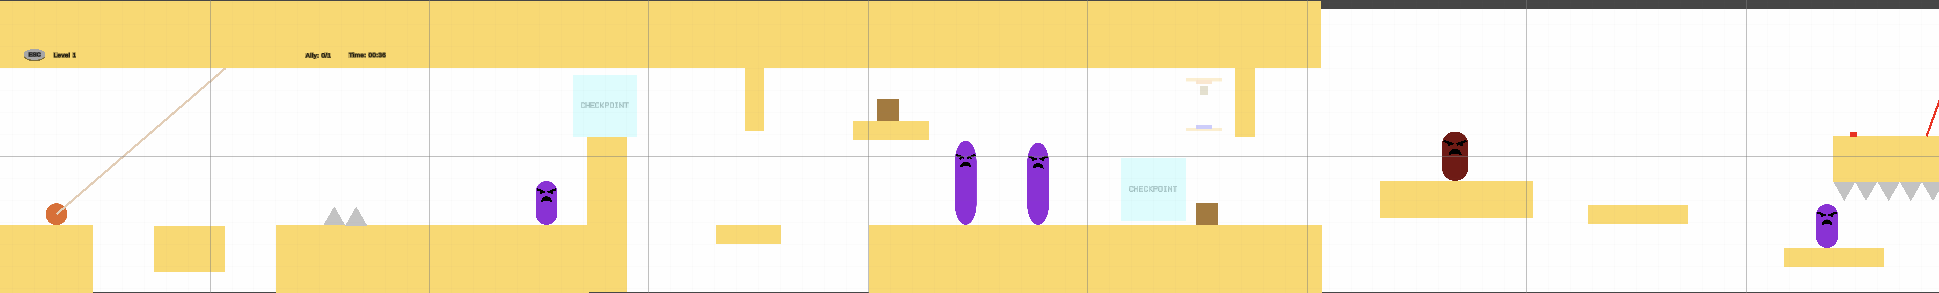 ESC Level 1 Ally: 0/1 Time: 00:36
CHECKPOINT
CHECKPOINT